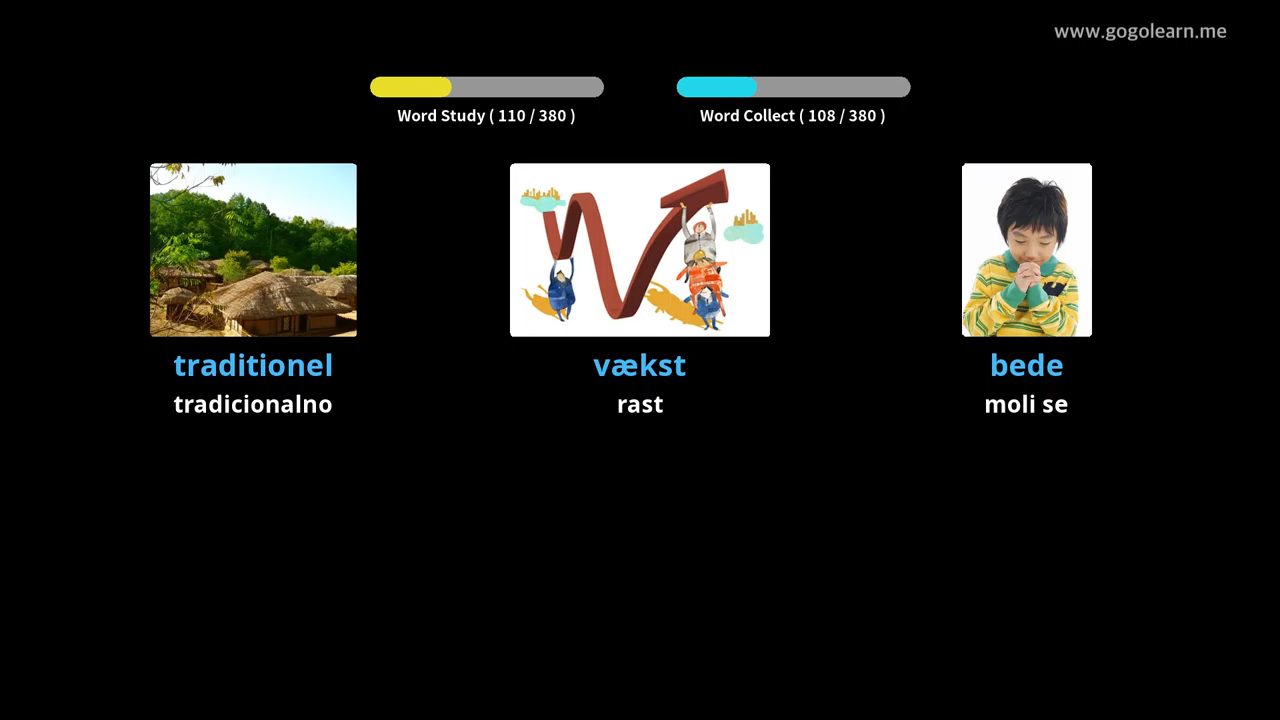 www.gogolearn.me
Word Study ( 110 / 380 )
Word Collect ( 108 / 380 )
traditionel
tradicionalno
vækst
rast
bede
moli se